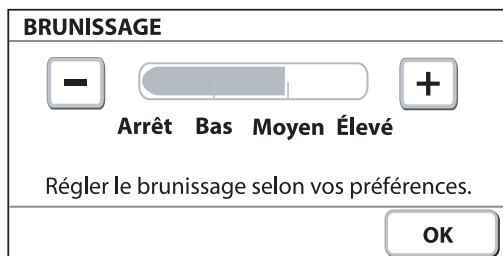 BRUNISSAGE
− +
Arrêt Bas Moyen Élevé
Régler le brunissage selon vos préférences.
OK